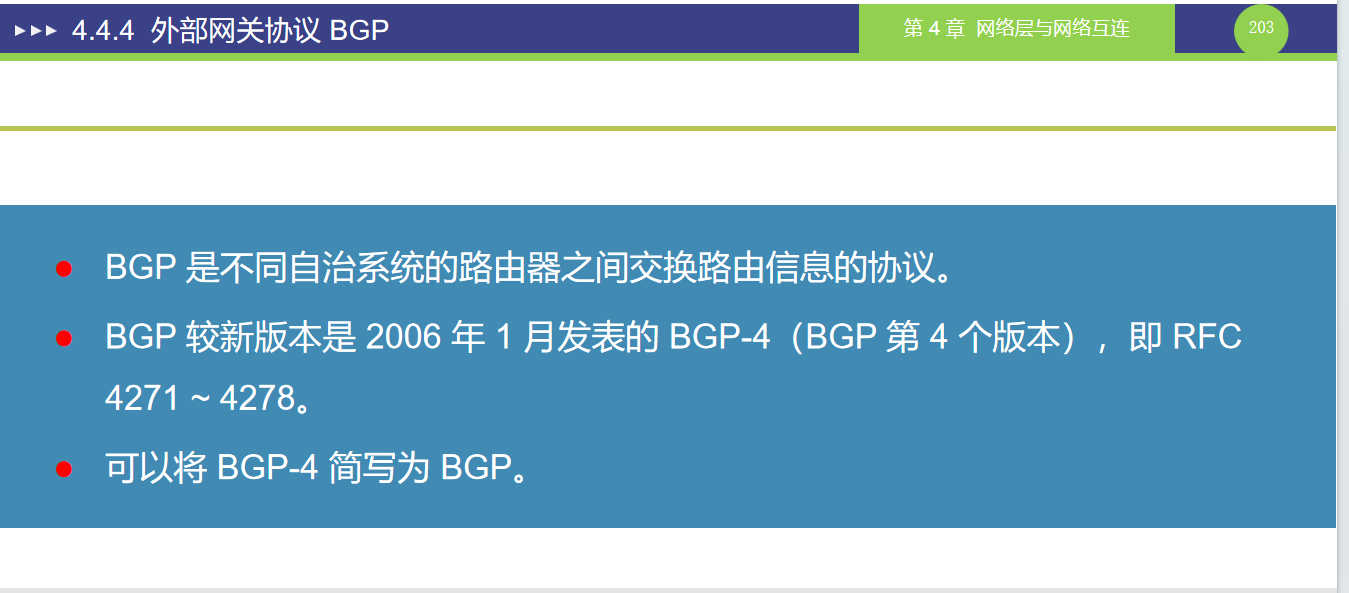 4.4.4 外部网关协议 BGP
第 4 章 网络层与网络互连
203
BGP 是不同自治系统的路由器之间交换路由信息的协议。
BGP 较新版本是 2006 年 1 月发表的 BGP-4（BGP 第 4 个版本），即 RFC
4271 ~ 4278。
可以将 BGP-4 简写为 BGP。